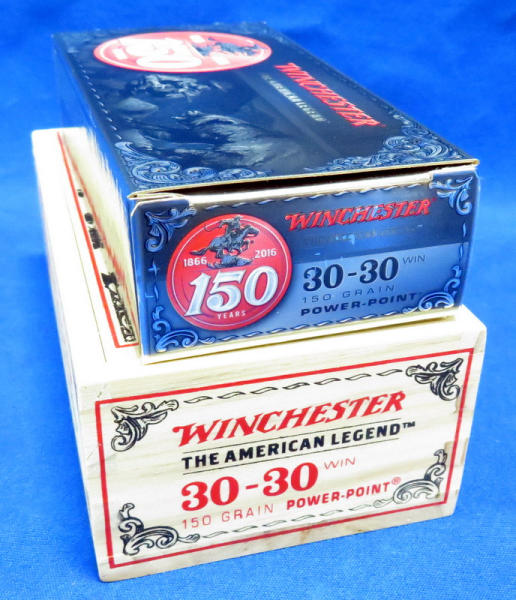 WINCHESTER
WINCHESTER
1866 2016
150
YEARS
30-30 WIN
150 GRAIN
POWER-POINT
WINCHESTER
THE AMERICAN LEGEND™
30-30 WIN
150 GRAIN POWER-POINT®